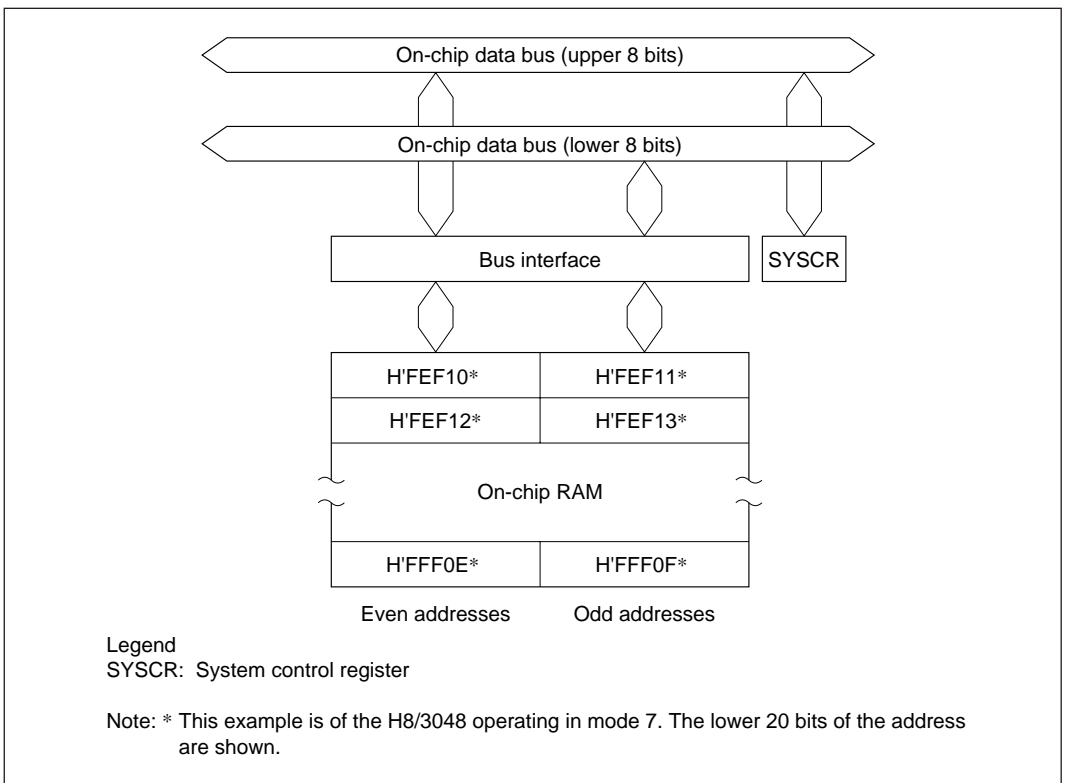 On-chip data bus (upper 8 bits)
On-chip data bus (lower 8 bits)
Bus interface
SYSCR
H'FEF10*
H'FEF11*
H'FEF12*
H'FEF13*
On-chip RAM
H'FFF0E*
H'FFF0F*
Even addresses
Odd addresses
Legend
SYSCR: System control register
Note: * This example is of the H8/3048 operating in mode 7. The lower 20 bits of the address
are shown.